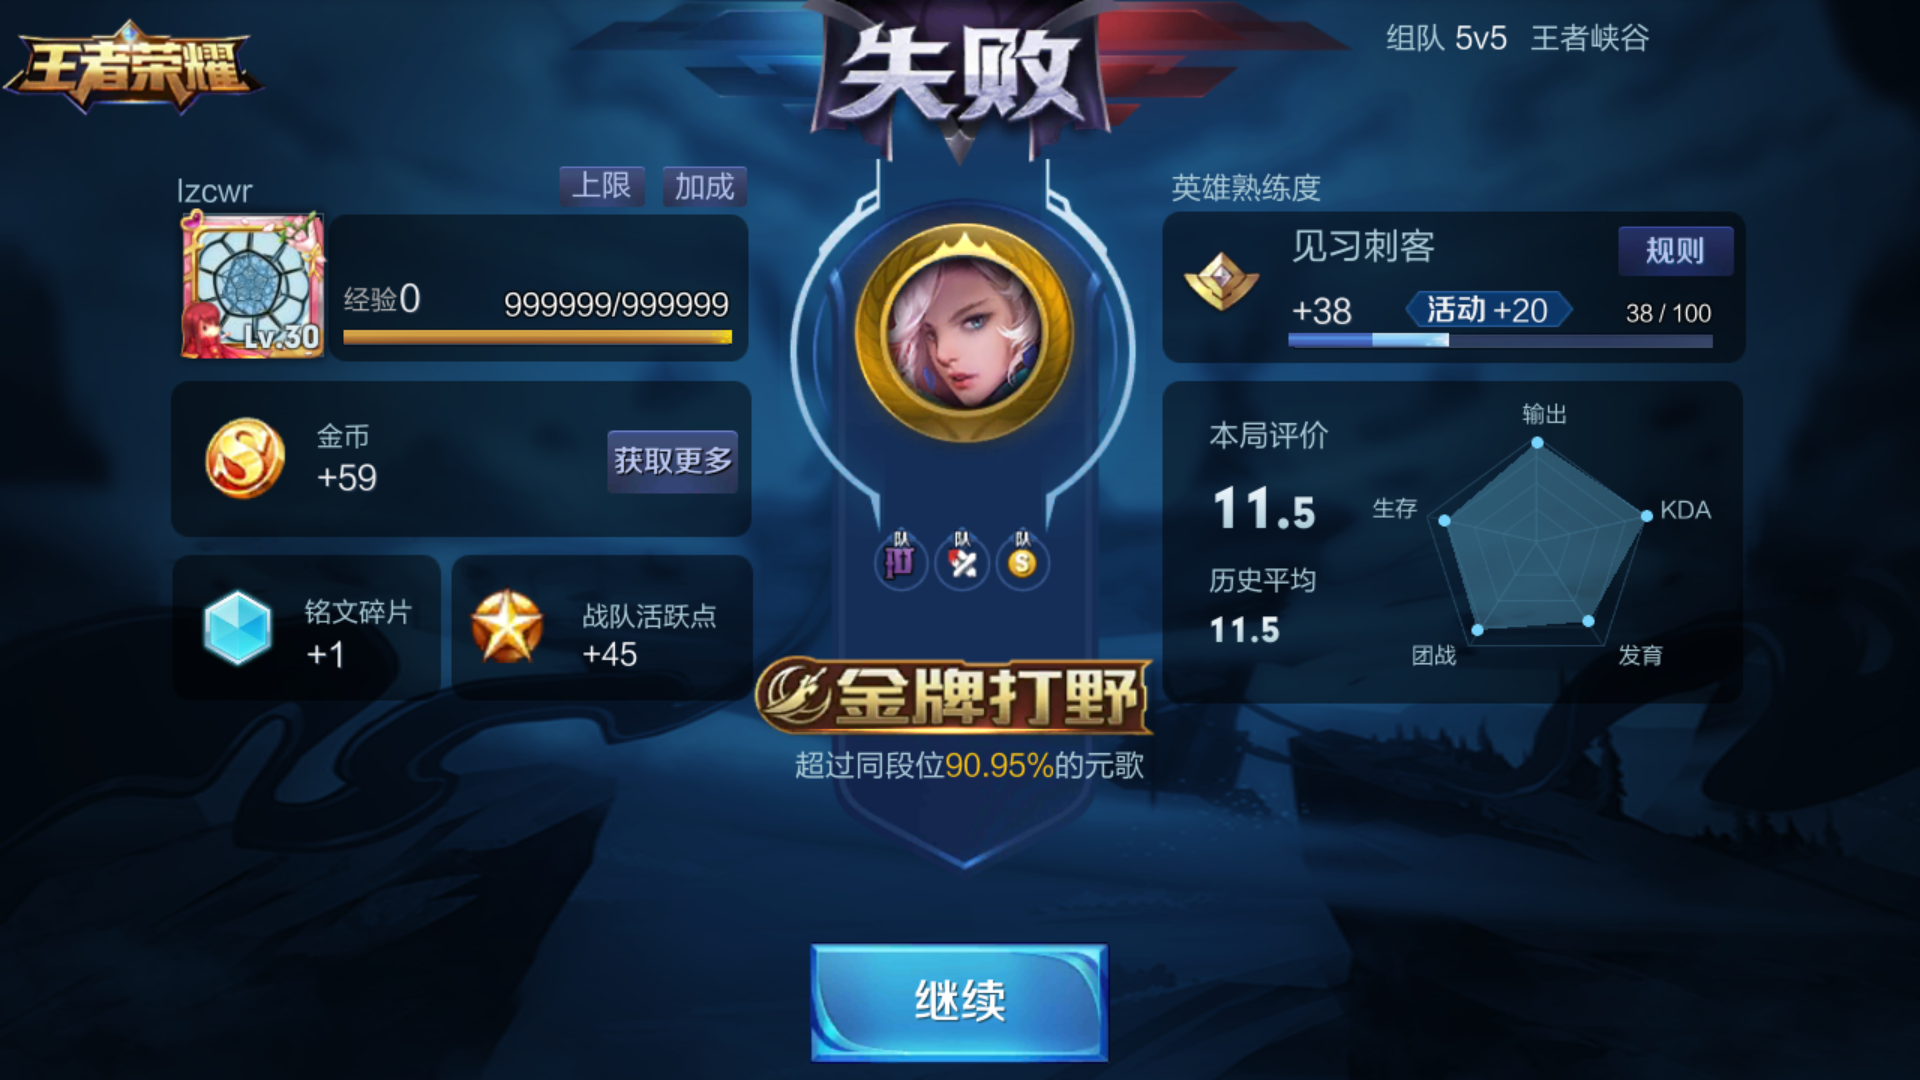 王者荣耀
失败
组队 5v5 王者峡谷
lzcwr
上限
加成
Lv.30
经验0
999999/999999
金币
+59
获取更多
铭文碎片
+1
战队活跃点
+45
队
队
队
金牌打野
超过同段位90.95%的元歌
英雄熟练度
见习刺客
规则
+38
活动 +20
38 / 100
本局评价
11.5
历史平均
11.5
输出
生存
KDA
团战
发育
继续